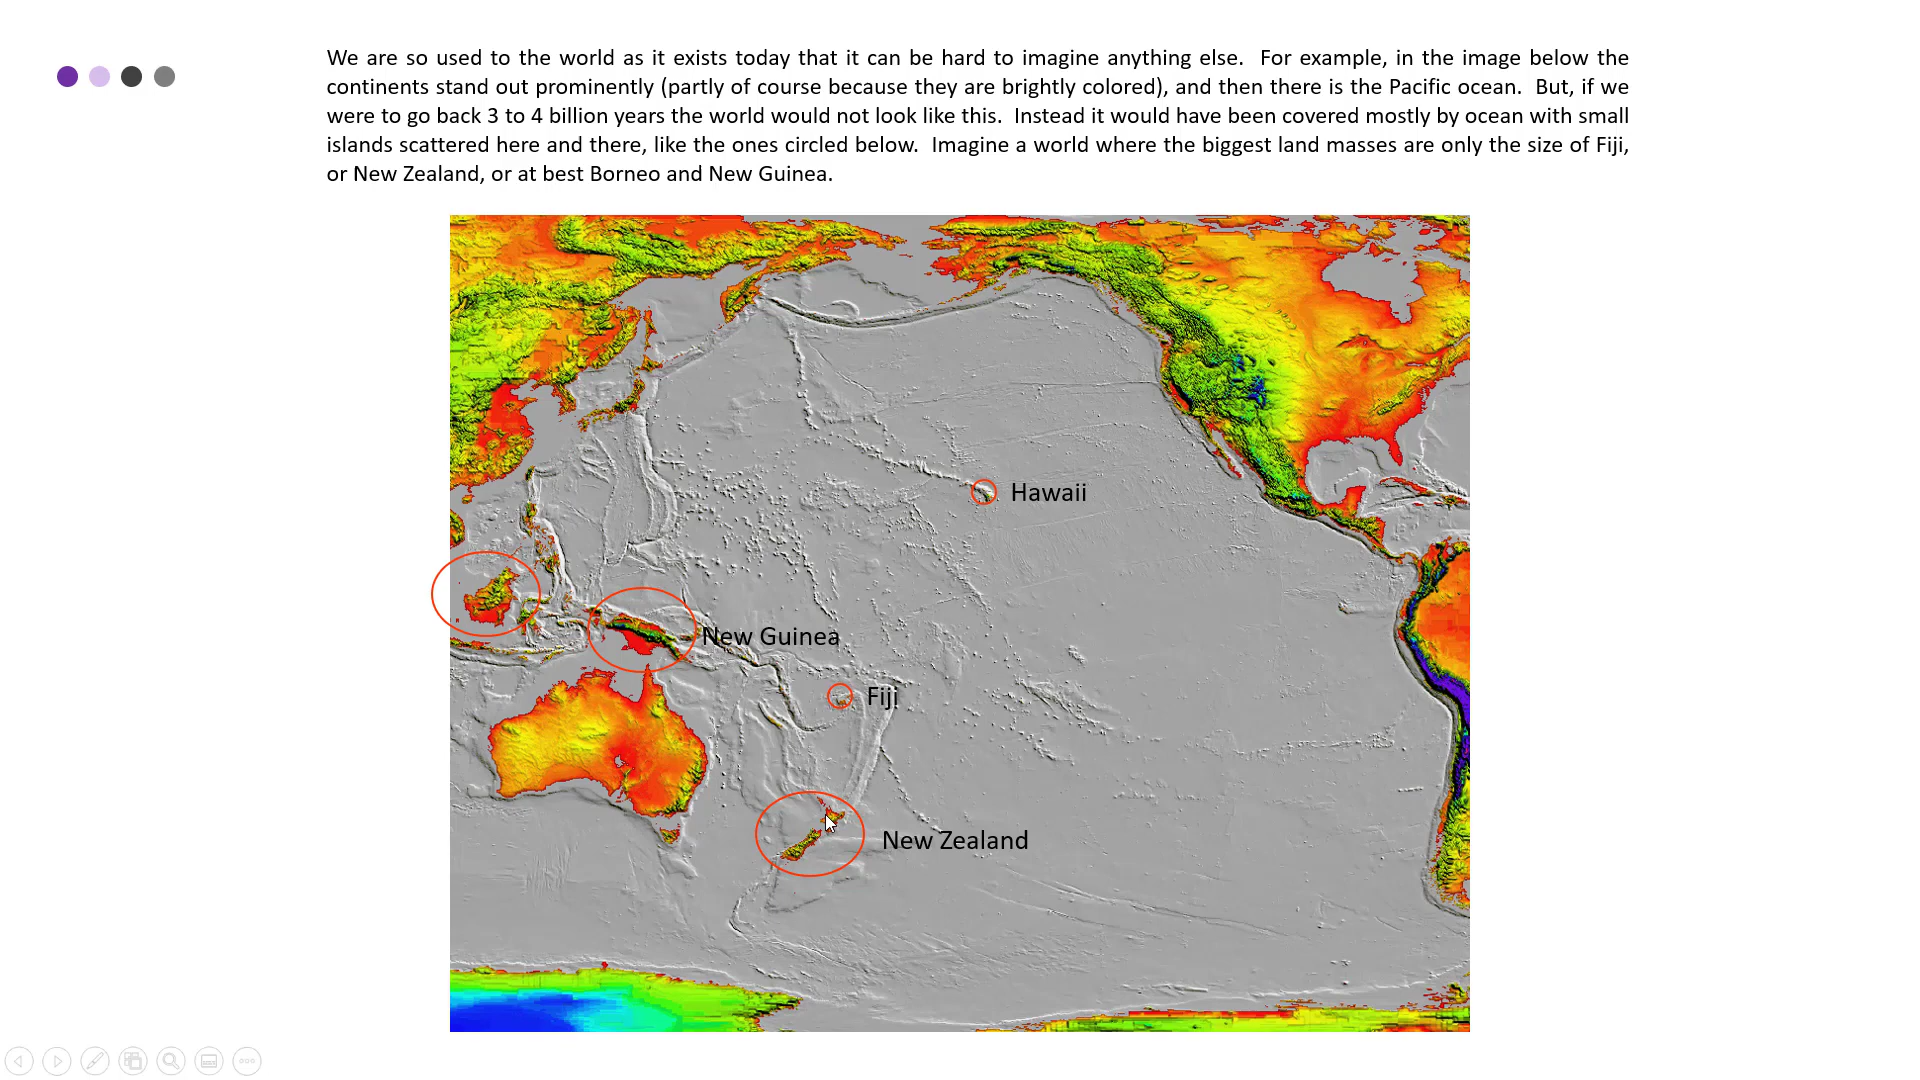 We are so used to the world as it exists today that it can be hard to imagine anything else.  For example, in the image below the
continents stand out prominently (partly of course because they are brightly colored), and then there is the Pacific ocean.  But, if we
were to go back 3 to 4 billion years the world would not look like this.  Instead it would have been covered mostly by ocean with small
islands scattered here and there, like the ones circled below.  Imagine a world where the biggest land masses are only the size of Fiji,
or New Zealand, or at best Borneo and New Guinea.
Hawaii
New Guinea
Fiji
New Zealand